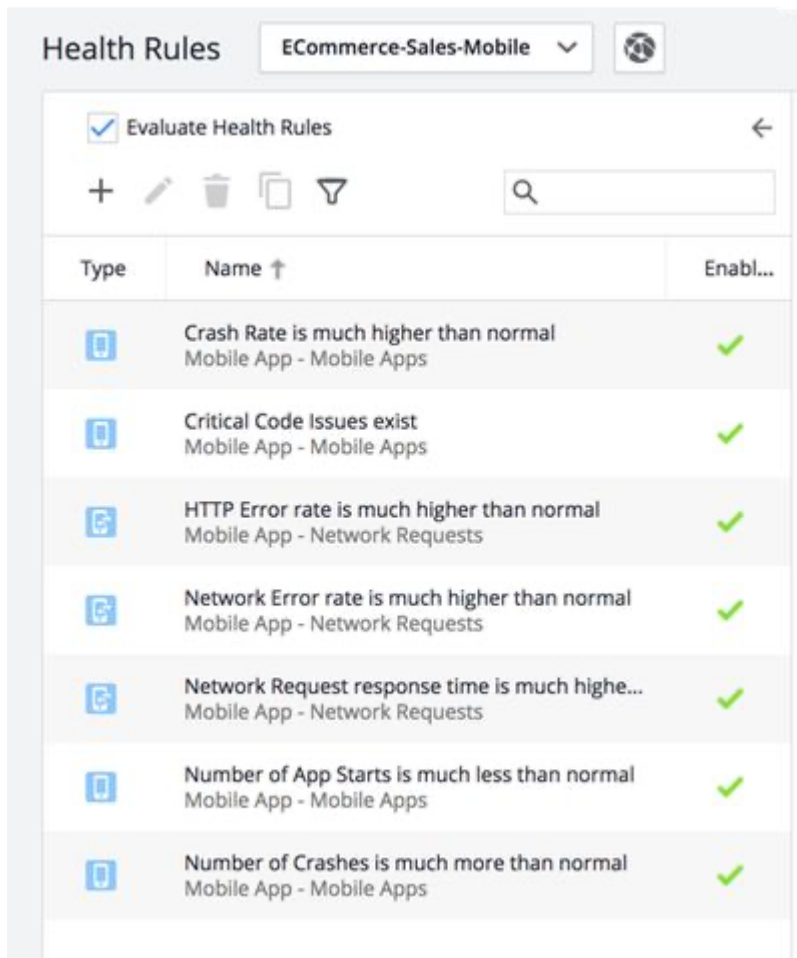 Health Rules
ECommerce-Sales-Mobile
Evaluate Health Rules
Type Name Enabl...
Crash Rate is much higher than normal
Mobile App - Mobile Apps
Critical Code Issues exist
Mobile App - Mobile Apps
HTTP Error rate is much higher than normal
Mobile App - Network Requests
Network Error rate is much higher than normal
Mobile App - Network Requests
Network Request response time is much highe...
Mobile App - Network Requests
Number of App Starts is much less than normal
Mobile App - Mobile Apps
Number of Crashes is much more than normal
Mobile App - Mobile Apps